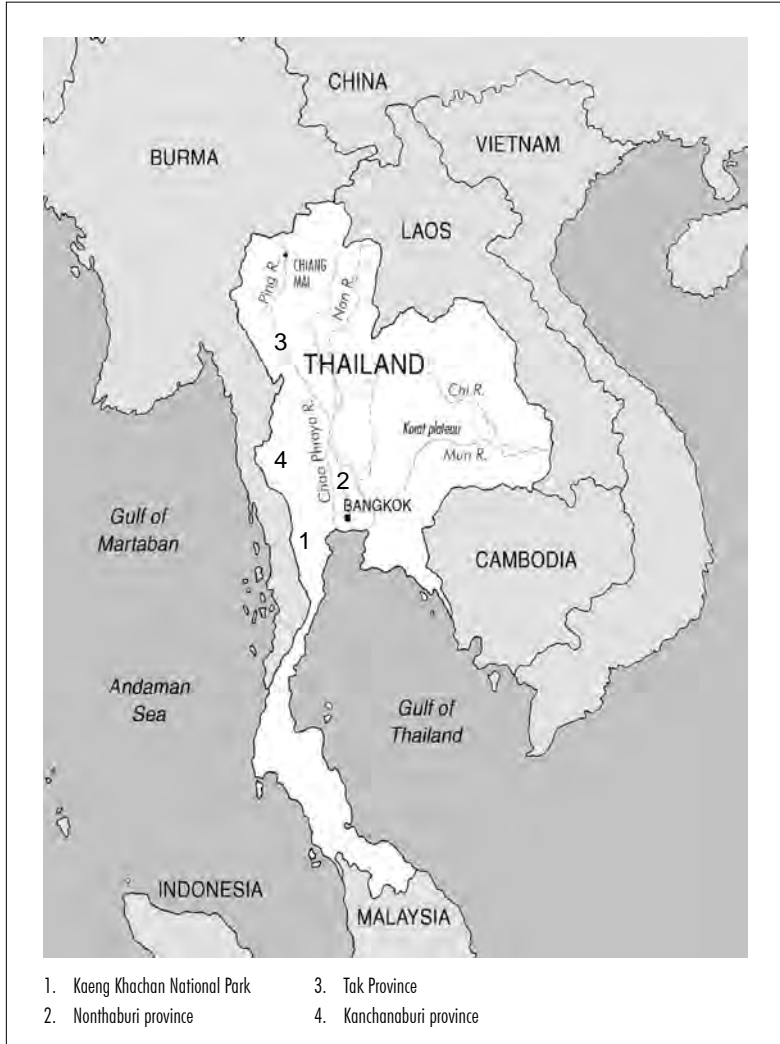 CHINA
BURMA
VIETNAM
LAOS
Ping R.
CHIANG
MAI
Nan R.
3
THAILAND
Chi R.
Chao Phraya R.
Korat plateau
Mun R.
4
2
BANGKOK
Gulf of
Martaban
1
CAMBODIA
Andaman
Sea
Gulf of
Thailand
INDONESIA
MALAYSIA
1. Kaeng Khachan National Park
2. Nonthaburi province
3. Tak Province
4. Kanchanaburi province